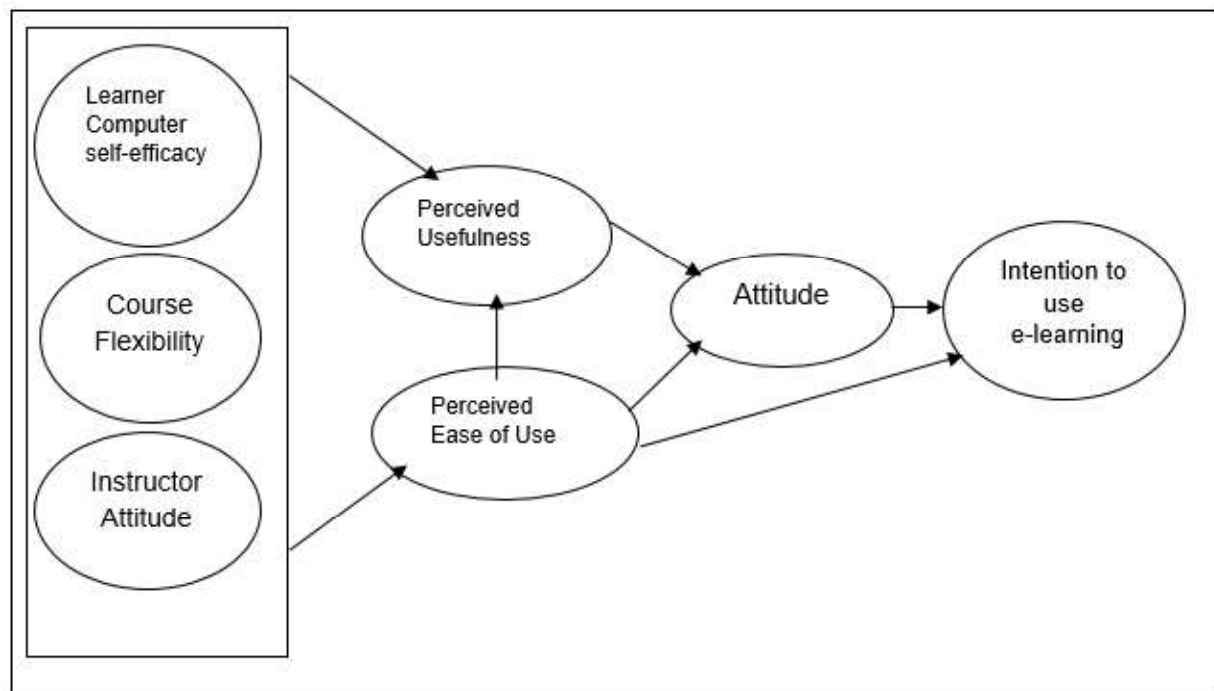 Learner
Computer
self-efficacy
Course
Flexibility
Instructor
Attitude
Perceived
Usefulness
Perceived
Ease of Use
Attitude
Intention to
use
e-learning